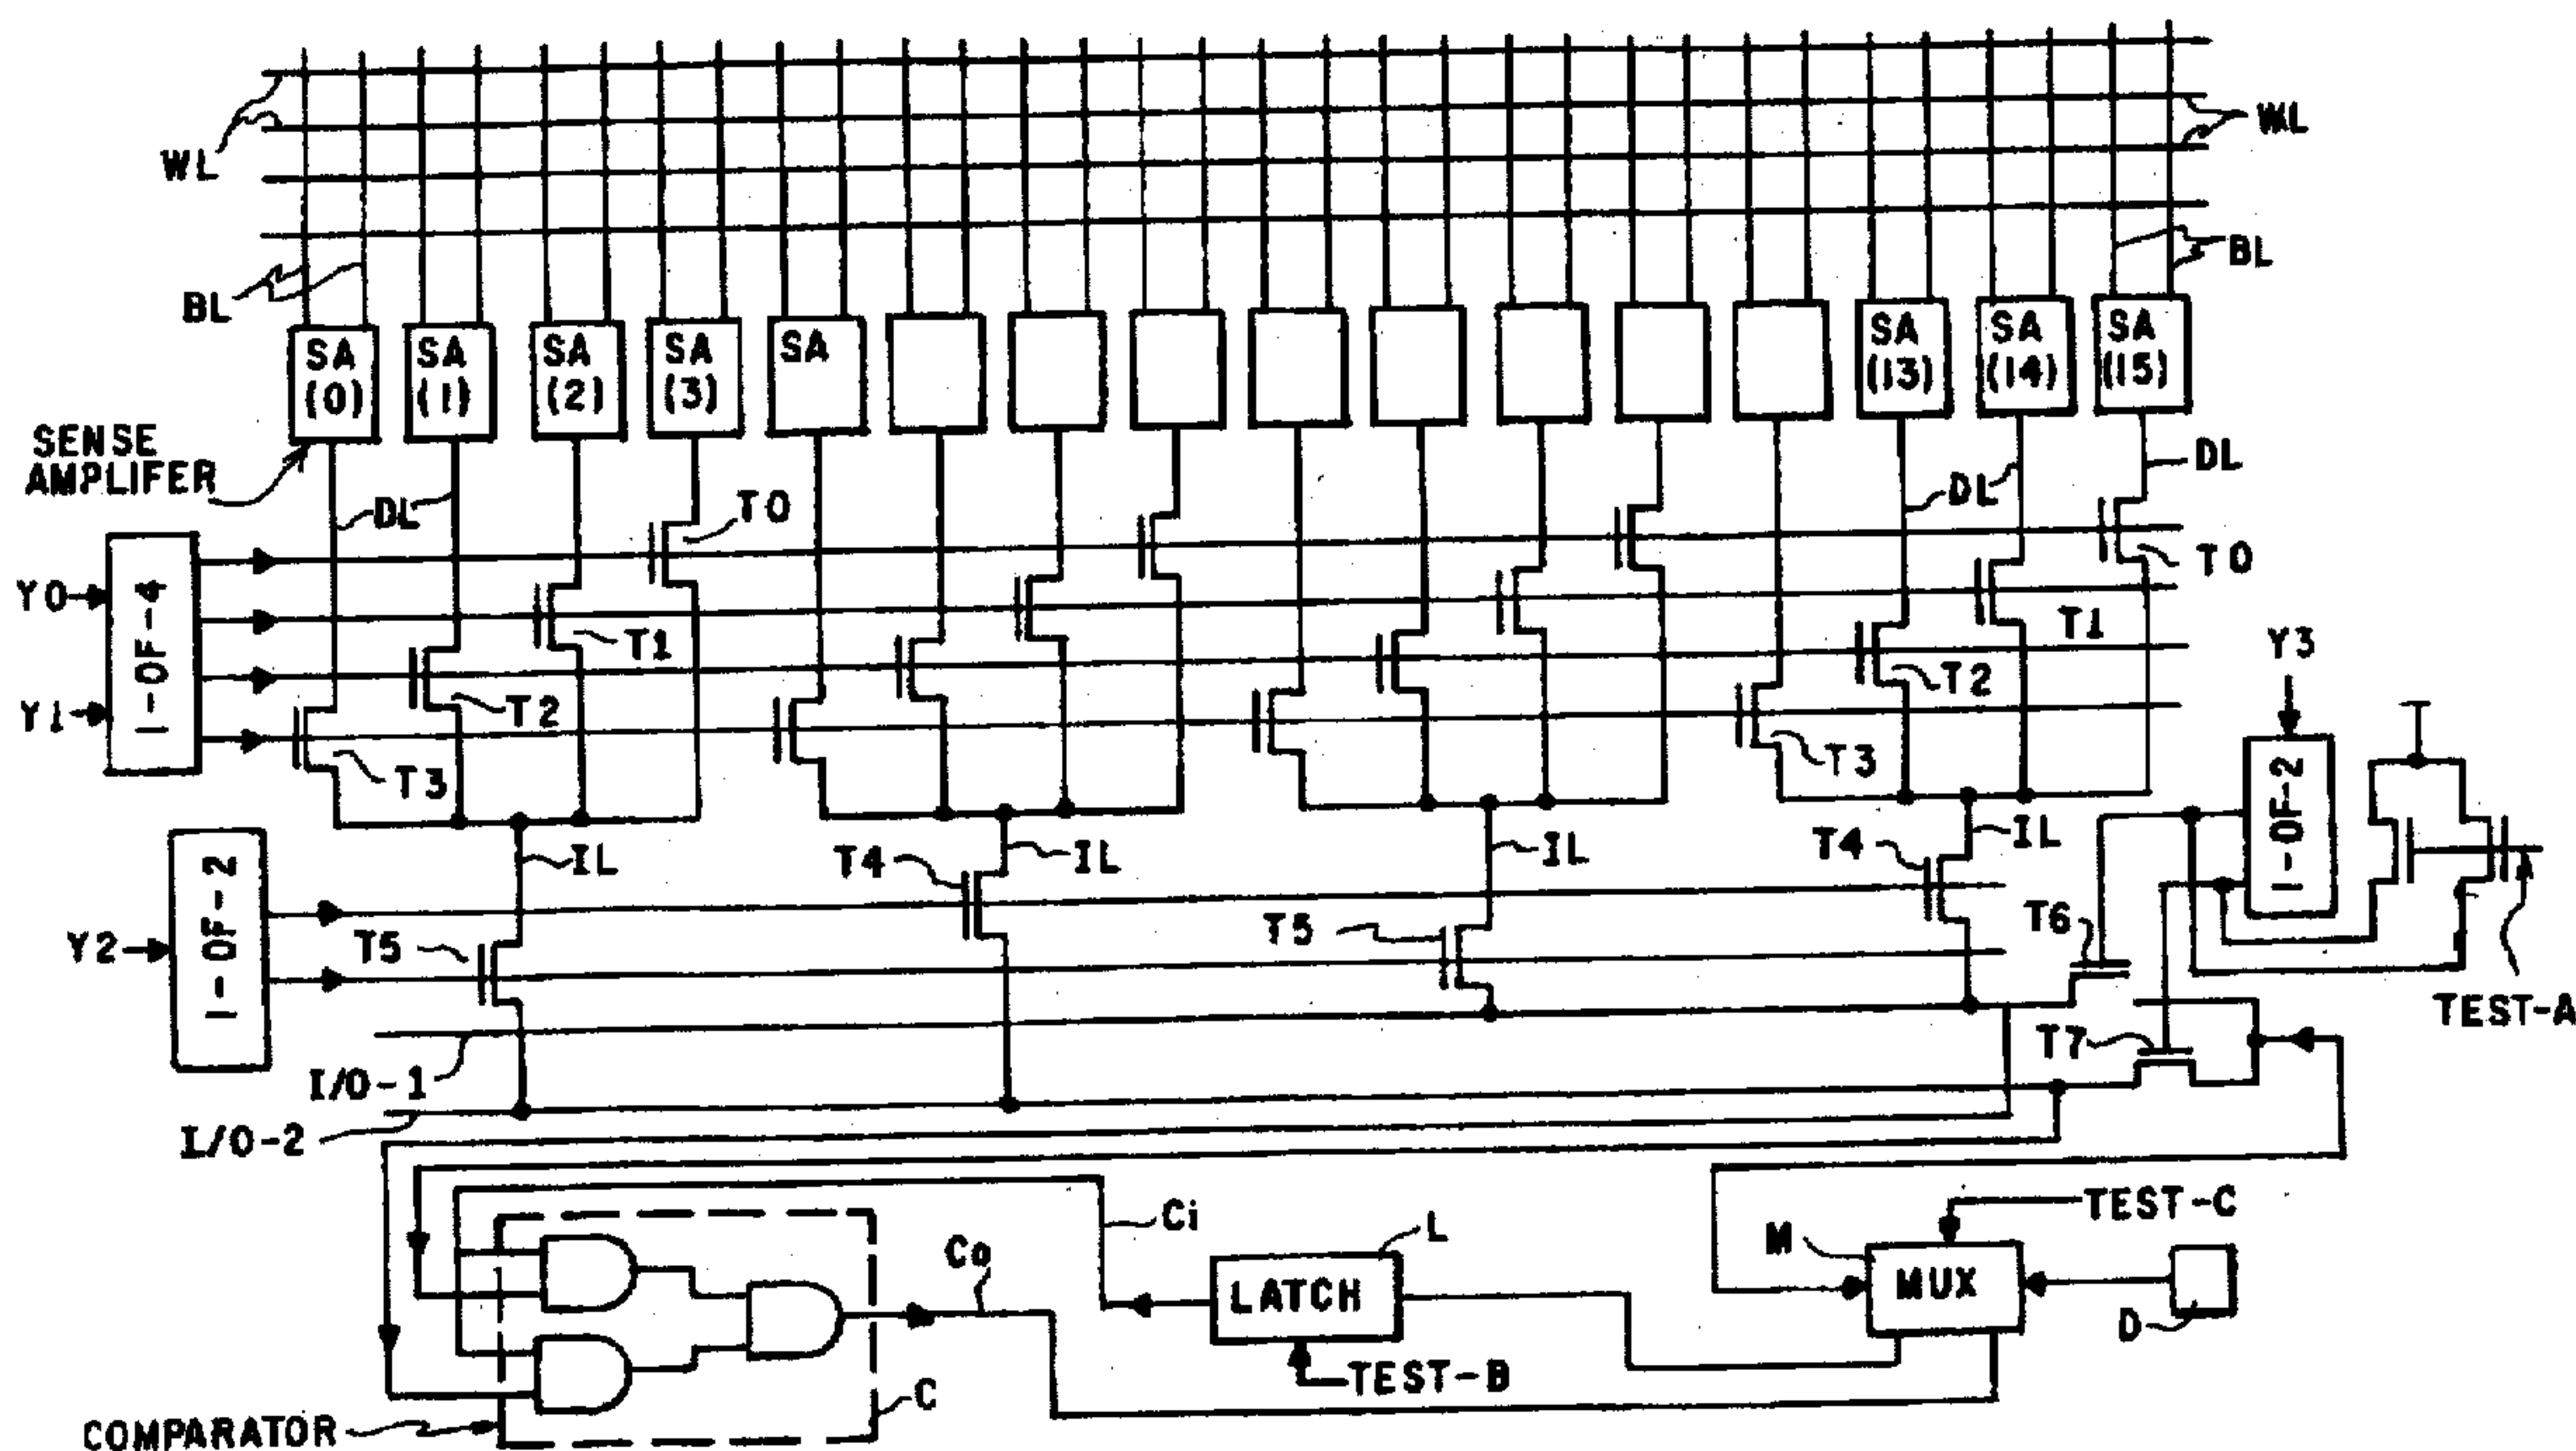 WL
WL
BL
BL
SA
(0)
SA
(1)
SA
(2)
SA
(3)
SA
SA
(13)
SA
(14)
SA
(15)
SENSE
AMPLIFER
DL
T0
DL
DL
T0
Y0
Y1
1-OF-4
T1
T2
T3
T1
T2
T3
Y3
1-OF-2
IL
T4
IL
IL
T4
IL
Y2
1-OF-2
T5
T5
T6
TEST-A
T7
I/O-1
I/O-2
Ci
L
LATCH
TEST-B
Co
M
TEST-C
MUX
D
C
COMPARATOR